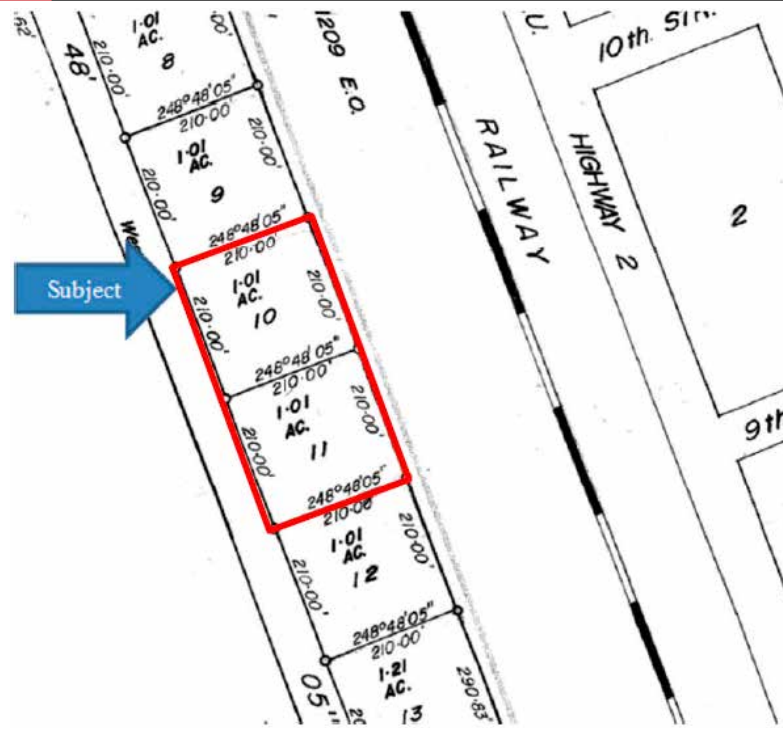 .62'
48'
210·00'
1·01
AC.
8
·00'
1209 E.O.
U.
10th. STR.
248°48'05"
210·00'
210·00'
1·01
AC.
9
210·00'
RAILWAY
HIGHWAY 2
2
We
248°48'05"
210·00'
Subject
210·00'
1·01
AC.
10
210·00'
248°48'05"
210·00'
210·00'
1·01
AC.
11
210·00'
9th
248°48'05"
210·00
210·00'
1·01
AC.
12
210·00'
248°48'05"
210·00'
05"
1·21
AC.
13
290·83'